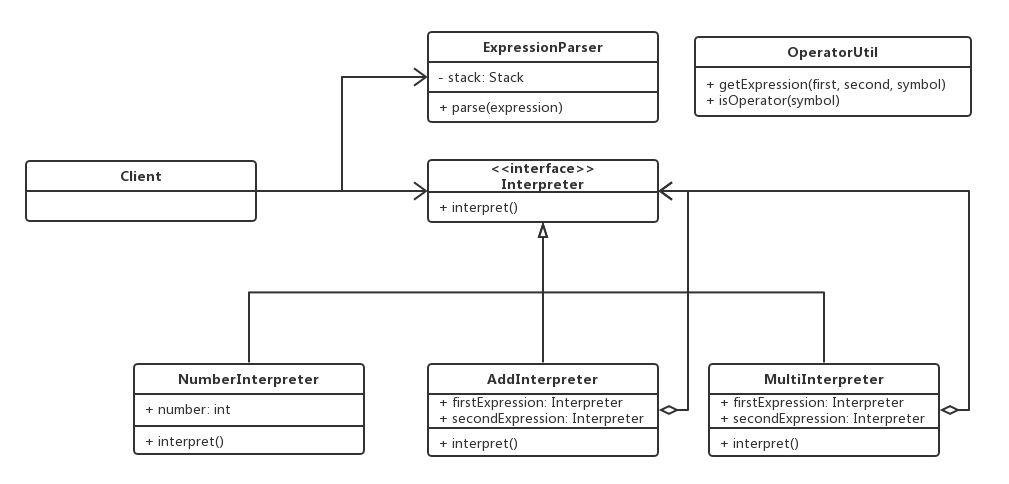 ExpressionParser
- stack: Stack
+ parse(expression)
OperatorUtil
+ getExpression(first, second, symbol)
+ isOperator(symbol)
Client
<<interface>>
Interpreter
+ interpret()
NumberInterpreter
+ number: int
+ interpret()
AddInterpreter
+ firstExpression: Interpreter
+ secondExpression: Interpreter
+ interpret()
MultiInterpreter
+ firstExpression: Interpreter
+ secondExpression: Interpreter
+ interpret()